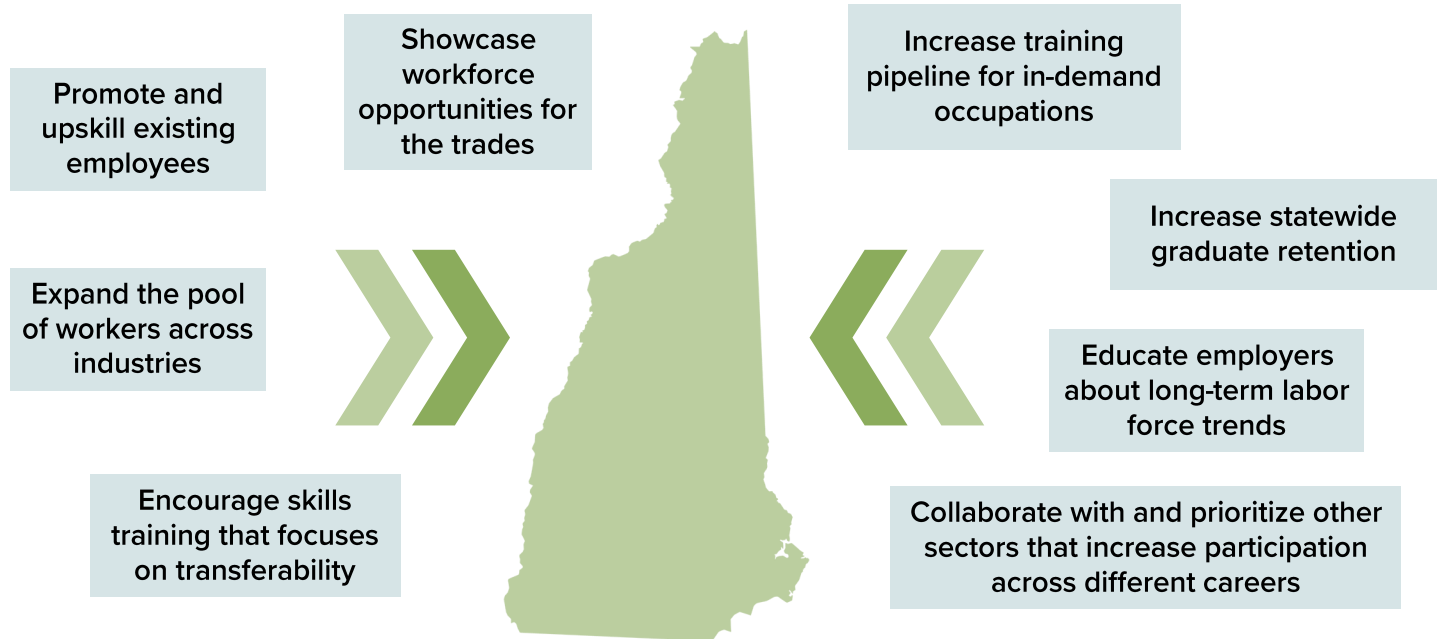 Promote and
upskill existing
employees
Showcase
workforce
opportunities for
the trades
Increase training
pipeline for in-demand
occupations
Increase statewide
graduate retention
Expand the pool
of workers across
industries
Educate employers
about long-term labor
force trends
Encourage skills
training that focuses
on transferability
Collaborate with and prioritize other
sectors that increase participation
across different careers